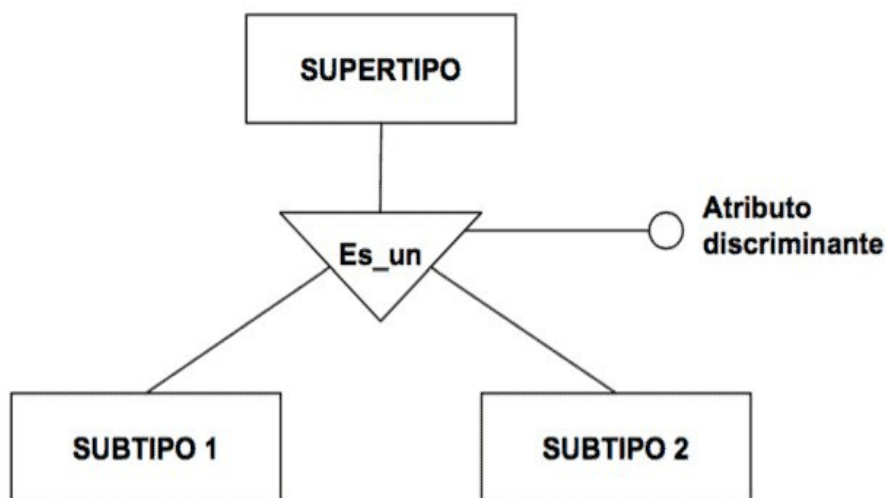 SUPERTIPO
Atributo
discriminante
Es_un
SUBTIPO 1
SUBTIPO 2